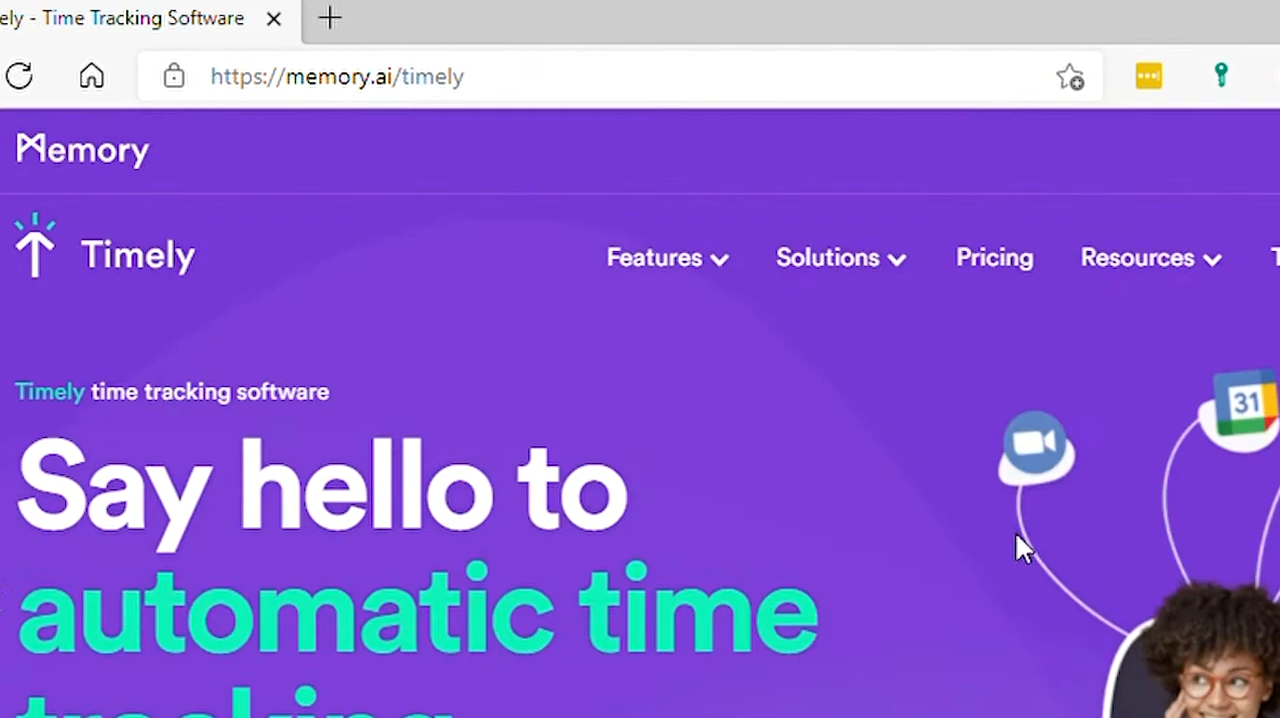 ely - Time Tracking Software
https://memory.ai/timely
Memory
Timely
Features
Solutions
Pricing
Resources
T
Timely time tracking software
31
Say hello to
automatic time
tracking